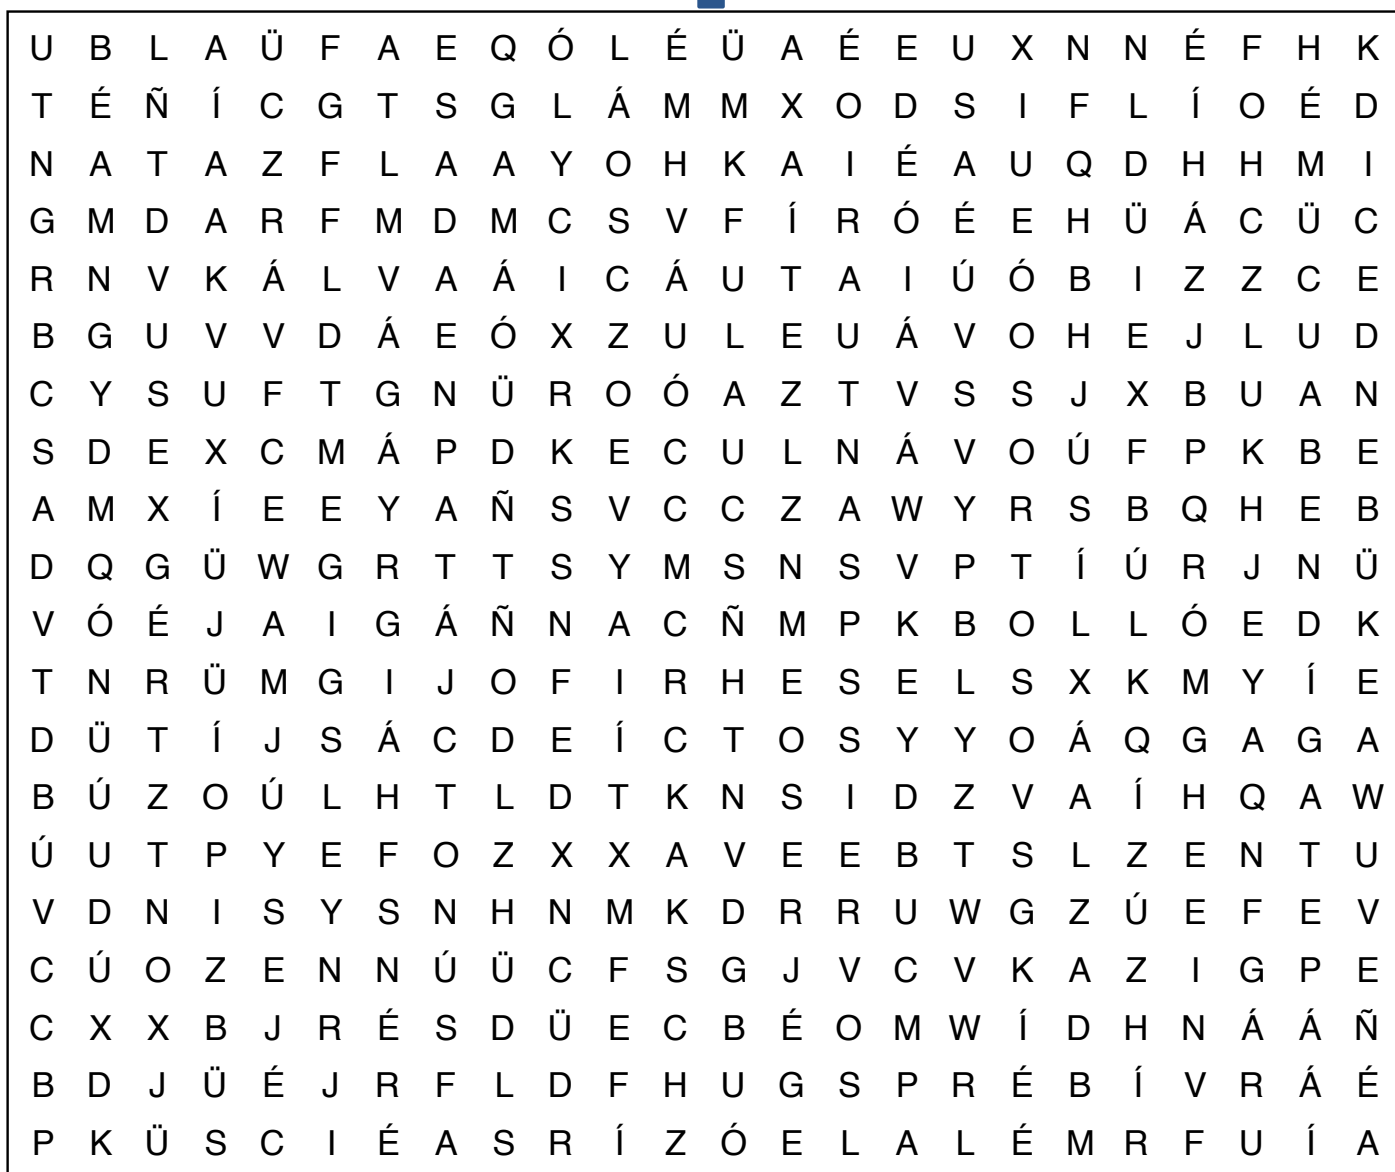 U B L A Ü F A E Q Ó L É Ü A É E U X N N É F H K
T É Ñ Í C G T S G L Á M M X O D S I F L Í O É D
N A T A Z F L A A Y O H K A I É A U Q D H H M I
G M D A R F M D M C S V F Í R Ó É E H Ü Á C Ü C
R N V K Á L V A Á I C Á U T A I Ú Ó B I Z Z C E
B G U V V D Á E Ó X Z U L E U Á V O H E J L U D
C Y S U F T G N Ü R O Ó A Z T V S S J X B U A N
S D E X C M Á P D K E C U L N Á V O Ú F P K B E
A M X Í E E Y A Ñ S V C C Z A W Y R S B Q H E B
D Q G Ü W G R T T S Y M S N S V P T Í Ú R J N Ü
V Ó É J A I G Á Ñ N A C Ñ M P K B O L L Ó E D K
T N R Ü M G I J O F I R H E S E L S X K M Y Í E
D Ü T Í J S Á C D E Í C T O S Y Y O Á Q G A G A
B Ú Z O Ú L H T L D T K N S I D Z V A Í H Q A W
Ú U T P Y E F O Z X X A V E E B T S L Z E N T U
V D N I S Y S N H N M K D R R U W G Z Ú E F E V
C Ú O Z E N N Ú Ü C F S G J V C V K A Z I G P E
C X X B J R É S D Ü E C B É O M W Í D H N Á Á Ñ
B D J Ü É J R F L D F H U G S P R É B Í V R Á É
P K Ü S C I É A S R Í Z Ó E L A L É M R F U Í A